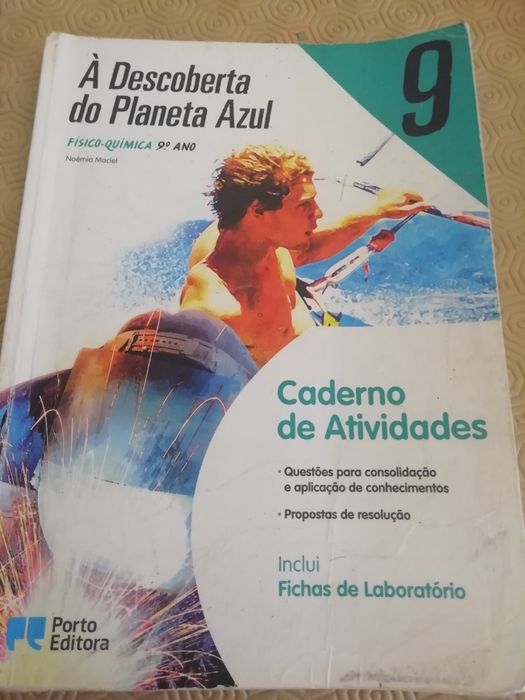 À Descoberta
do Planeta Azul
9
FÍSICO-QUÍMICA 9º ANO
Noémia Maciel
Caderno
de Atividades
• Questões para consolidação
e aplicação de conhecimentos
• Propostas de resolução
Inclui
Fichas de Laboratório
Porto
Editora